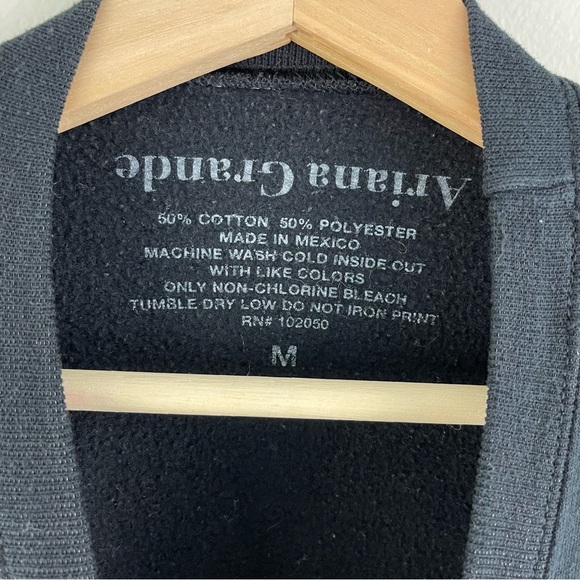 Ariana Grande
50% COTTON 50% POLYESTER
MADE IN MEXICO
MACHINE WASH COLD INSIDE OUT
WITH LIKE COLORS
ONLY NON-CHLORINE BLEACH
TUMBLE DRY LOW DO NOT IRON PRINT
RN# 102050
M